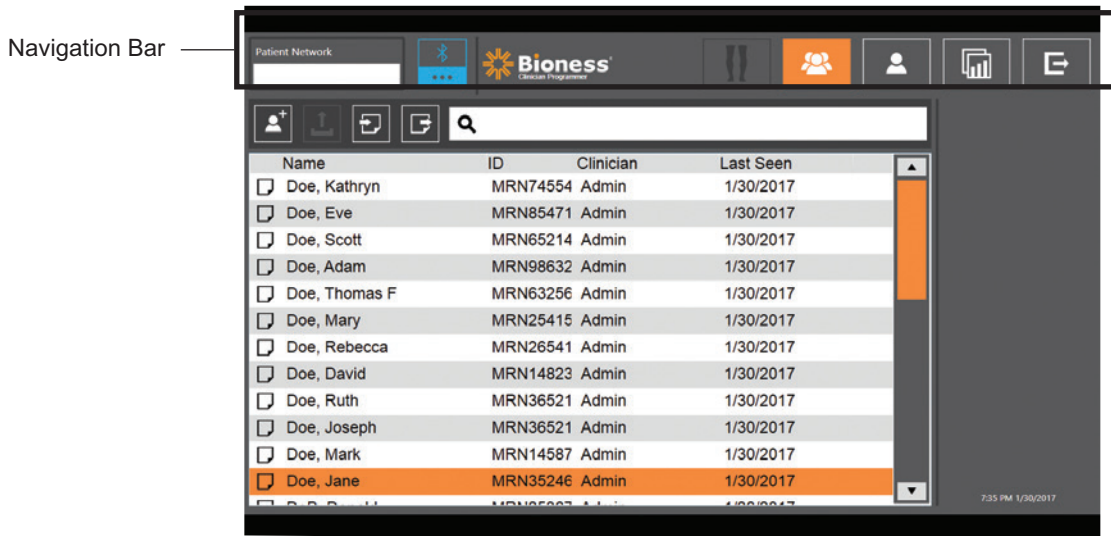 Navigation Bar
Patient Network
Bioness
Clinician Programmer
Name ID Clinician Last Seen
Doe, Kathryn MRN74554 Admin 1/30/2017
Doe, Eve MRN85471 Admin 1/30/2017
Doe, Scott MRN65214 Admin 1/30/2017
Doe, Adam MRN98632 Admin 1/30/2017
Doe, Thomas F MRN63256 Admin 1/30/2017
Doe, Mary MRN25415 Admin 1/30/2017
Doe, Rebecca MRN26541 Admin 1/30/2017
Doe, David MRN14823 Admin 1/30/2017
Doe, Ruth MRN36521 Admin 1/30/2017
Doe, Joseph MRN36521 Admin 1/30/2017
Doe, Mark MRN14587 Admin 1/30/2017
Doe, Jane MRN35246 Admin 1/30/2017
7:35 PM 1/30/2017